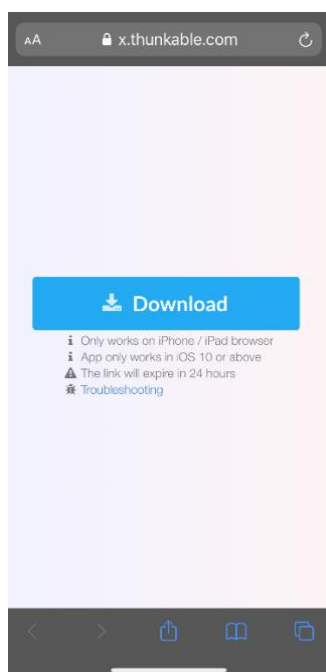 AA x.thunkable.com
Download
Only works on iPhone / iPad browser
App only works in iOS 10 or above
The link will expire in 24 hours
Troubleshooting